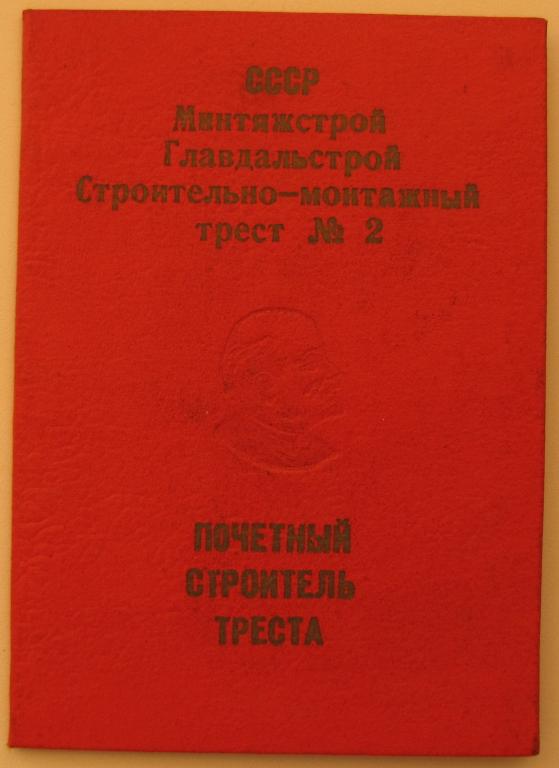 СССР
Минтяжстрой
Главдальстрой
Строительно-монтажный
трест № 2
ПОЧЕТНЫЙ
СТРОИТЕЛЬ
ТРЕСТА